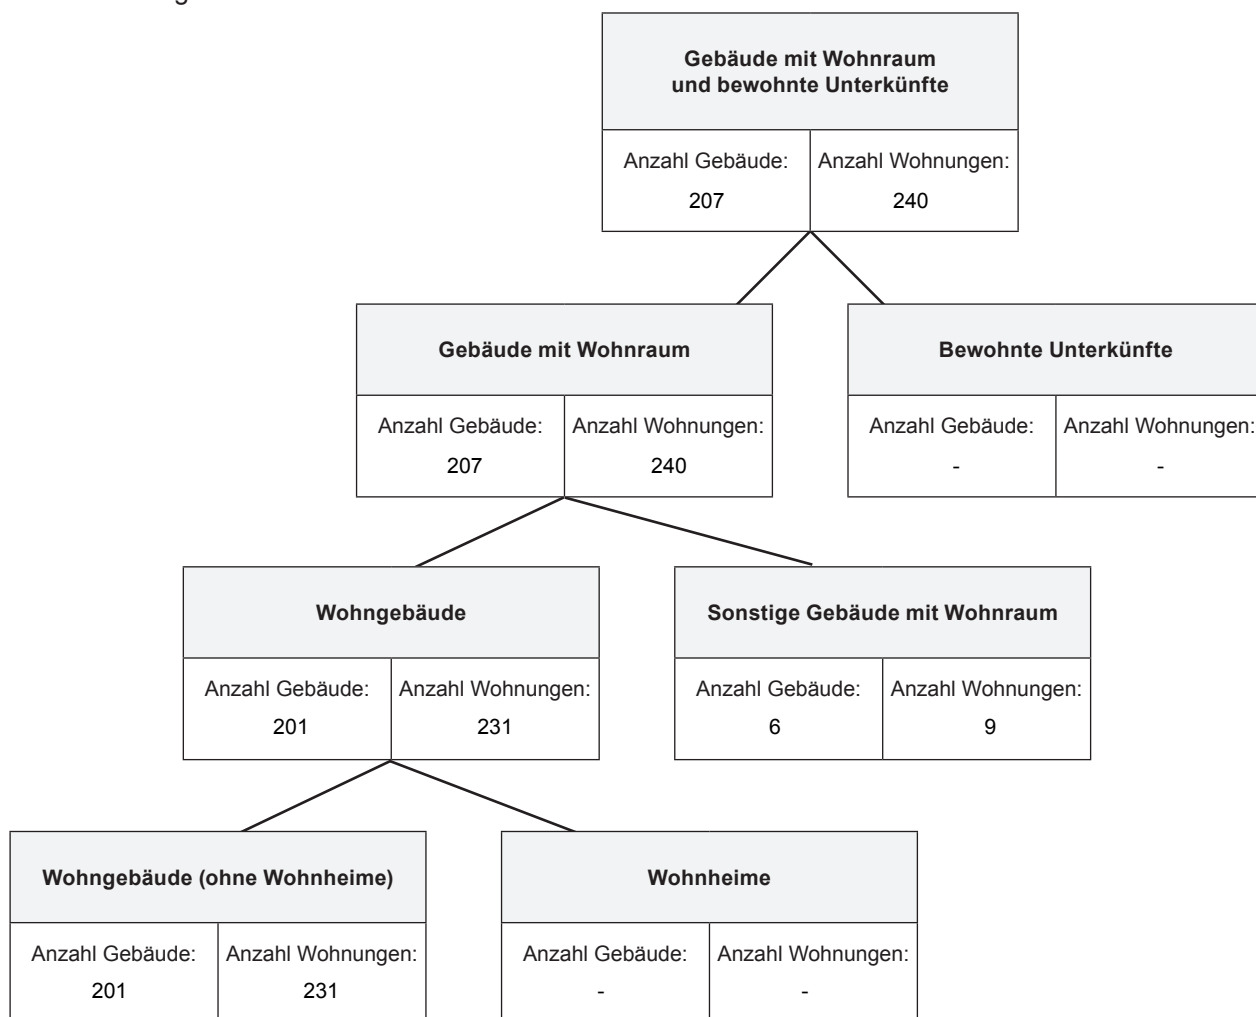 Gebäude mit Wohnraum
und bewohnte Unterkünfte
Anzahl Gebäude: Anzahl Wohnungen:
207 240
Gebäude mit Wohnraum
Bewohnte Unterkünfte
Anzahl Gebäude: Anzahl Wohnungen:
207 240
Anzahl Gebäude: Anzahl Wohnungen:
- -
Wohngebäude
Sonstige Gebäude mit Wohnraum
Anzahl Gebäude: Anzahl Wohnungen:
201 231
Anzahl Gebäude: Anzahl Wohnungen:
6 9
Wohngebäude (ohne Wohnheime)
Wohnheime
Anzahl Gebäude: Anzahl Wohnungen:
201 231
Anzahl Gebäude: Anzahl Wohnungen:
- -